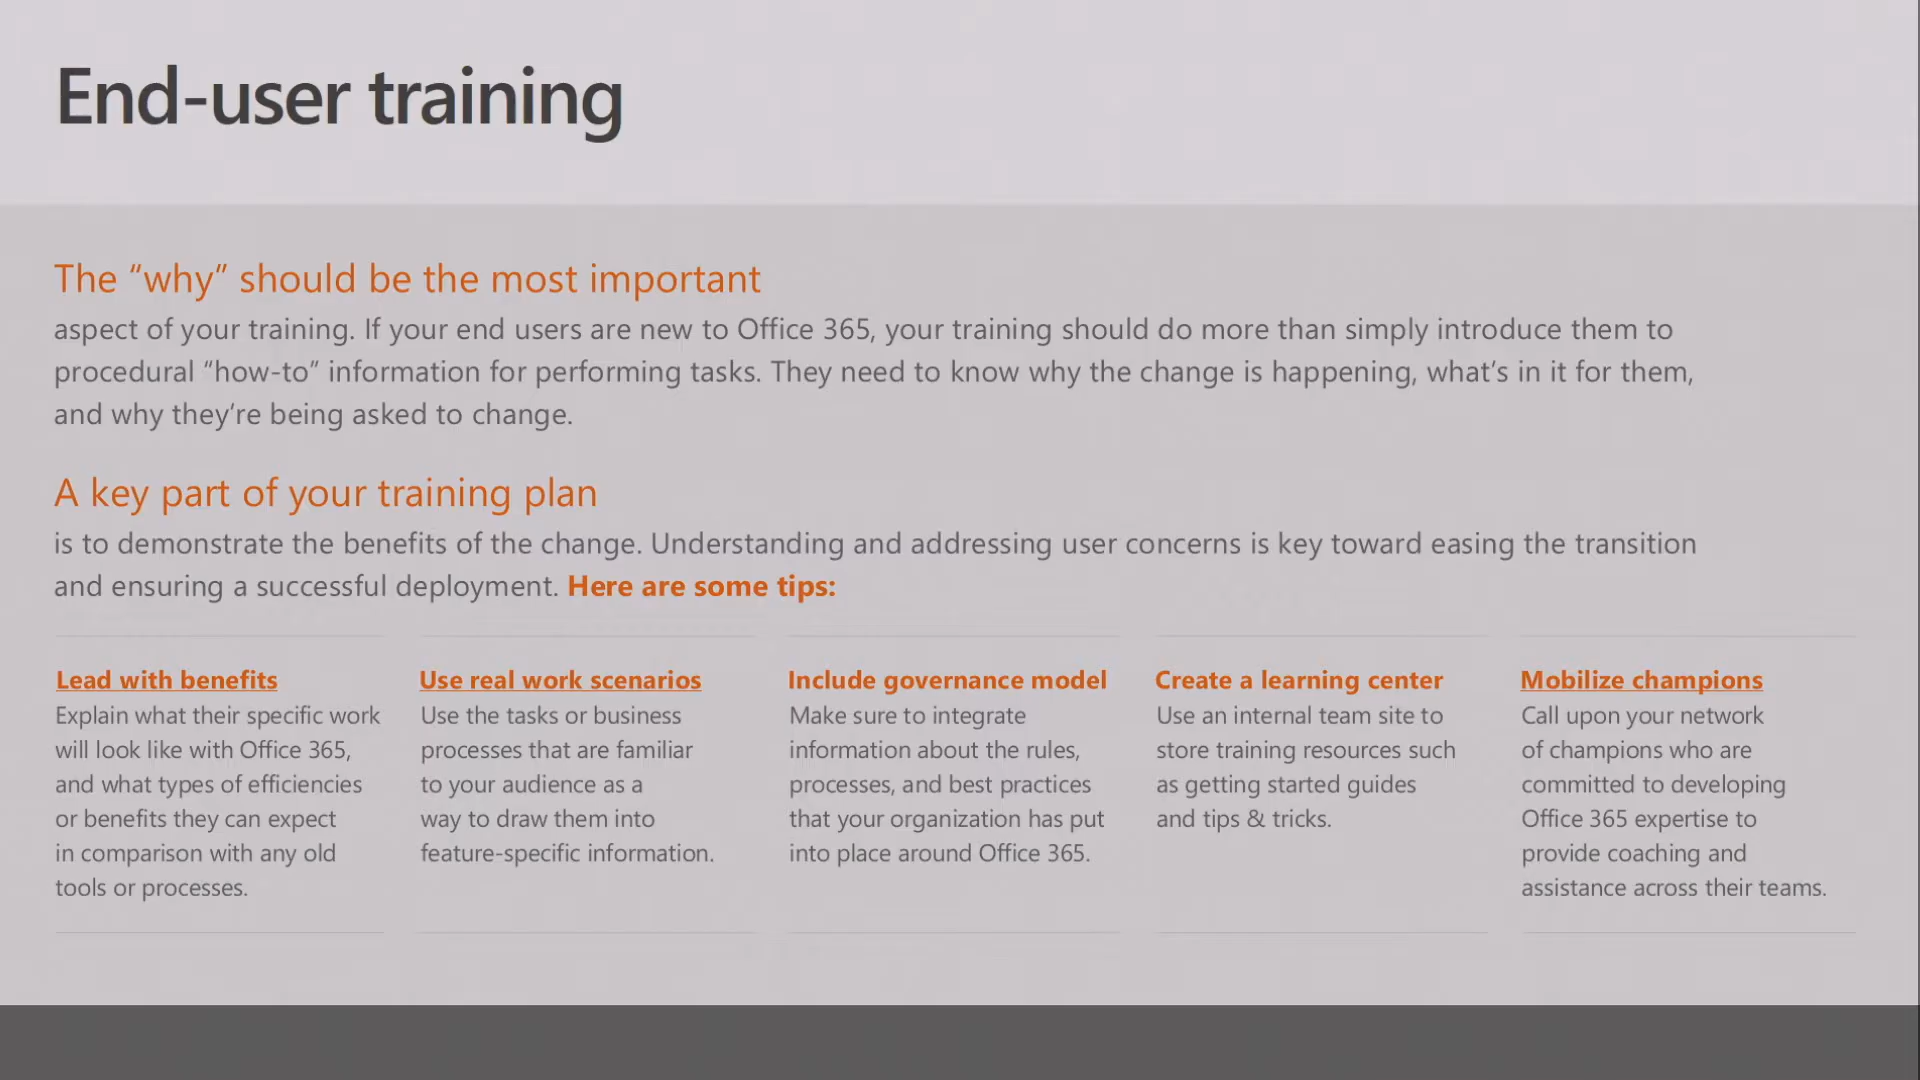 End-user training
The “why” should be the most important
aspect of your training. If your end users are new to Office 365, your training should do more than simply introduce them to
procedural “how-to” information for performing tasks. They need to know why the change is happening, what’s in it for them,
and why they’re being asked to change.
A key part of your training plan
is to demonstrate the benefits of the change. Understanding and addressing user concerns is key toward easing the transition
and ensuring a successful deployment. Here are some tips:
Lead with benefits
Explain what their specific work
will look like with Office 365,
and what types of efficiencies
or benefits they can expect
in comparison with any old
tools or processes.
Use real work scenarios
Use the tasks or business
processes that are familiar
to your audience as a
way to draw them into
feature-specific information.
Include governance model
Make sure to integrate
information about the rules,
processes, and best practices
that your organization has put
into place around Office 365.
Create a learning center
Use an internal team site to
store training resources such
as getting started guides
and tips & tricks.
Mobilize champions
Call upon your network
of champions who are
committed to developing
Office 365 expertise to
provide coaching and
assistance across their teams.